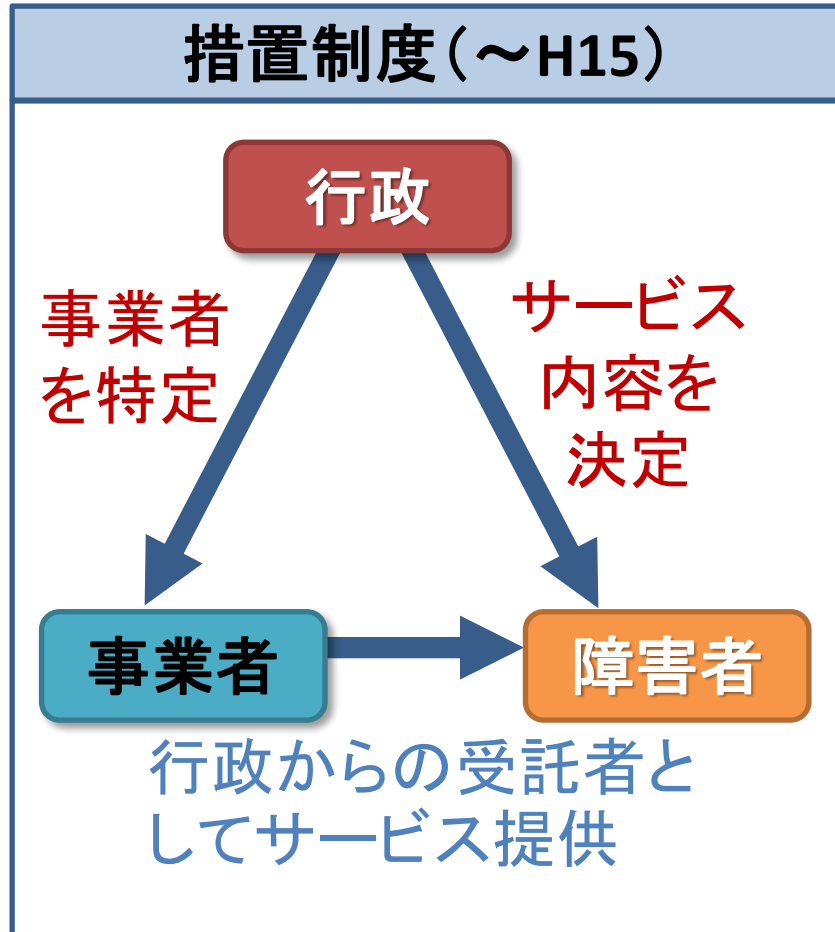 措置制度(～H15)
行政
事業者
を特定
サービス
内容を
決定
事業者
障害者
行政からの受託者と
してサービス提供